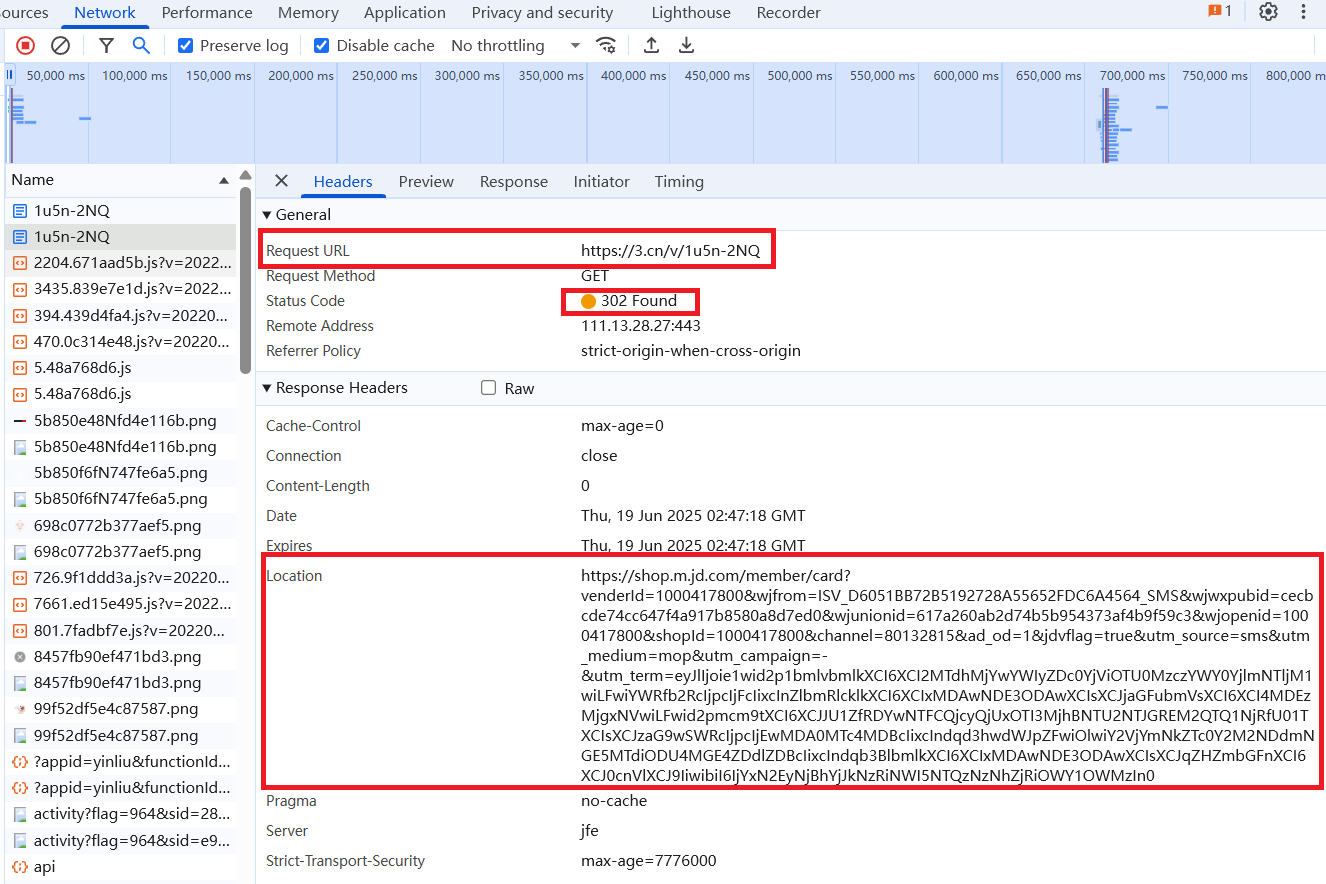 ources Network Performance Memory Application Privacy and security Lighthouse Recorder 1
Preserve log Disable cache No throttling
50,000 ms 100,000 ms 150,000 ms 200,000 ms 250,000 ms 300,000 ms 350,000 ms 400,000 ms 450,000 ms 500,000 ms 550,000 ms 600,000 ms 650,000 ms 700,000 ms 750,000 ms 800,000 m
Name
1u5n-2NQ
1u5n-2NQ
2204.671aad5b.js?v=2022...
3435.839e7e1d.js?v=2022...
394.439d4fa4.js?v=20220...
470.0c314e48.js?v=20220...
5.48a768d6.js
5.48a768d6.js
5b850e48Nfd4e116b.png
5b850e48Nfd4e116b.png
5b850f6fN747fe6a5.png
5b850f6fN747fe6a5.png
698c0772b377aef5.png
698c0772b377aef5.png
726.9f1ddd3a.js?v=20220...
7661.ed15e495.js?v=2022...
801.7fadbf7e.js?v=20220...
8457fb90ef471bd3.png
8457fb90ef471bd3.png
99f52df5e4c87587.png
99f52df5e4c87587.png
?appid=yinliu&functionId...
?appid=yinliu&functionId...
activity?flag=964&sid=28...
activity?flag=964&sid=e9...
api
Headers Preview Response Initiator Timing
General
Request URL https://3.cn/v/1u5n-2NQ
Request Method GET
Status Code 302 Found
Remote Address 111.13.28.27:443
Referrer Policy strict-origin-when-cross-origin
Response Headers Raw
Cache-Control max-age=0
Connection close
Content-Length 0
Date Thu, 19 Jun 2025 02:47:18 GMT
Expires Thu, 19 Jun 2025 02:47:18 GMT
Location https://shop.m.jd.com/member/card?
venderId=1000417800&wjfrom=ISV_D6051BB72B5192728A55652FDC6A4564_SMS&wjwxpubid=cecb
cde74cc647f4a917b8580a8d7ed0&wjunionid=617a260ab2d74b5b954373af4b9f59c3&wjopenid=100
0417800&shopId=1000417800&channel=80132815&ad_od=1&jdvflag=true&utm_source=sms&utm
_medium=mop&utm_campaign=-
&utm_term=eyJlIjoie1wid2p1bmlvbmlkXCI6XCI2MTdhMjYwYWIyZDc0YjViOTU0MzczYWY0YjlmNTljM1
wiLFwiYWRfb2RcIjpcIjFcIixcInZlbmRlcklkXCI6XCIxMDAwNDE3ODAwXCIsXCJjaGFubmVsXCI6XCI4MDEz
MjgxNVwiLFwid2pmcm9tXCI6XCJJU1ZfRDYwNTFCQjcyQjUxOTI3MjhBNTU2NTJGREM2QTQ1NjRfU01T
XCIsXCJzaG9wSWRcIjpcIjEwMDA0MTc4MDBcIixcIndqd3hwdWJpZFwiOlwiY2VjYmNkZTc0Y2M2NDdmN
GE5MTdiODU4MGE4ZDdlZDBcIixcIndqb3BlbmlkXCI6XCIxMDAwNDE3ODAwXCIsXCJqZHZmbGFnXCI6
XCJ0cnVlXCJ9IiwibiI6IjYxN2EyNjBhYjJkNzRiNWI5NTQzNzNhZjRiOWY1OWMzIn0
Pragma no-cache
Server jfe
Strict-Transport-Security max-age=7776000